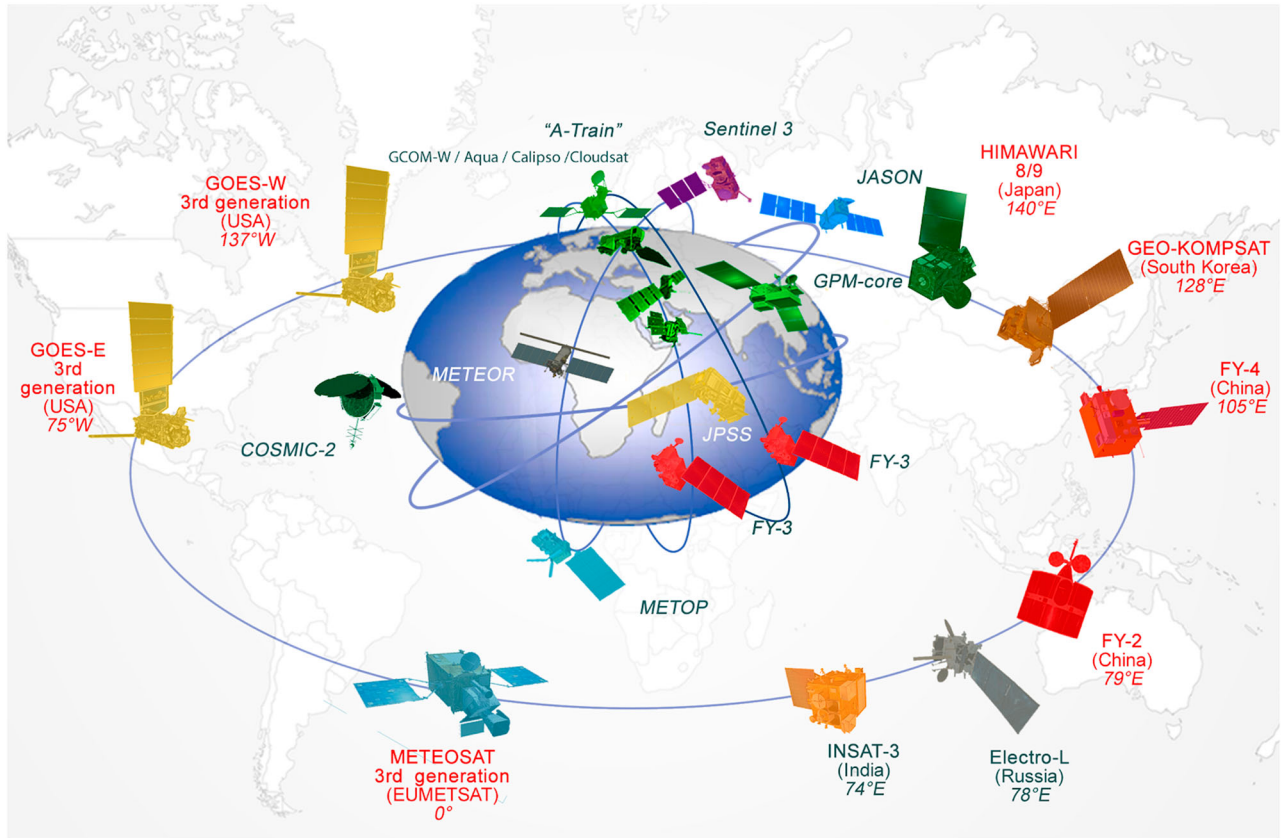 "A-Train"
GCOM-W / Aqua / Calipso /Cloudsat
Sentinel 3
JASON
HIMAWARI
8/9
(Japan)
140°E
GOES-W
3rd generation
(USA)
137°W
GEO-KOMPSAT
(South Korea)
128°E
GPM-core
GOES-E
3rd
generation
(USA)
75°W
METEOR
FY-4
(China)
105°E
COSMIC-2
JPSS
FY-3
FY-3
METOP
FY-2
(China)
79°E
METEOSAT
3rd generation
(EUMETSAT)
0°
INSAT-3
(India)
74°E
Electro-L
(Russia)
78°E